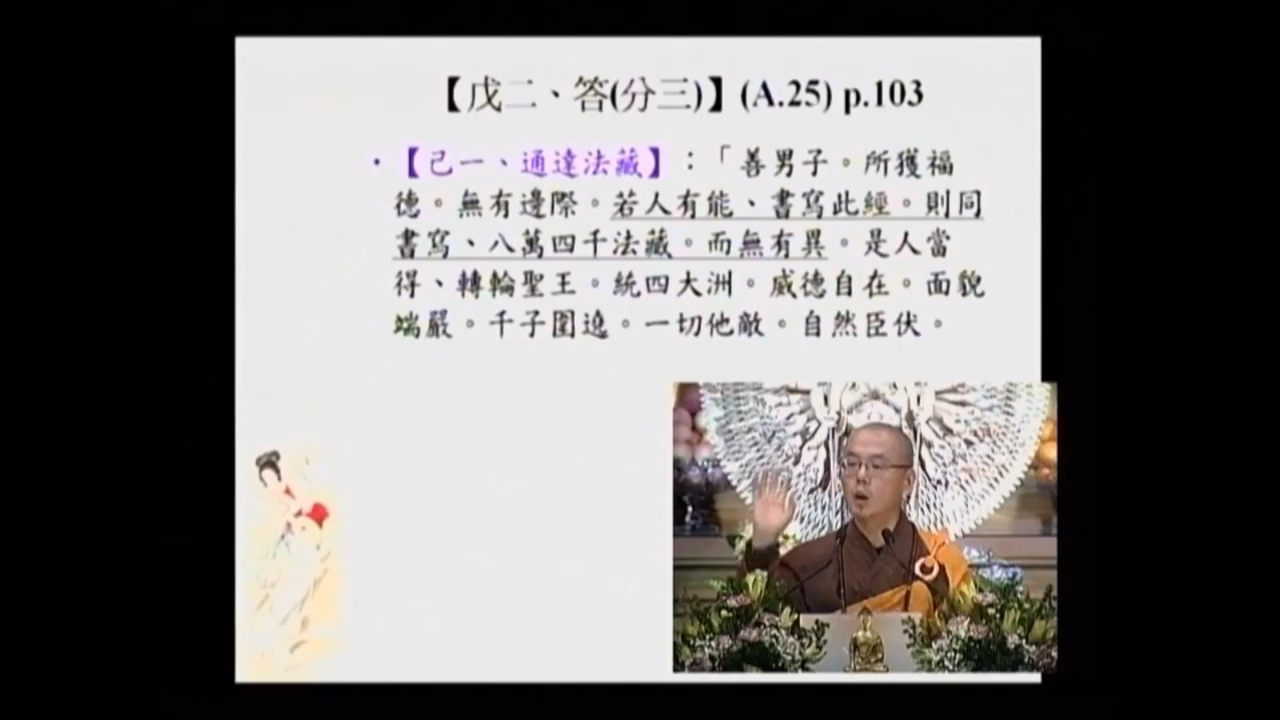 【戊二、答(分三)】(A.25) p.103
•【己一、通達法藏】：「善男子。所獲福
德。無有邊際。若人有能、書寫此經。則同
書寫、八萬四千法藏。而無有異。是人當
得、轉輪聖王。統四大洲。威德自在。面貌
端嚴。千子圍遶。一切他敵。自然臣伏。